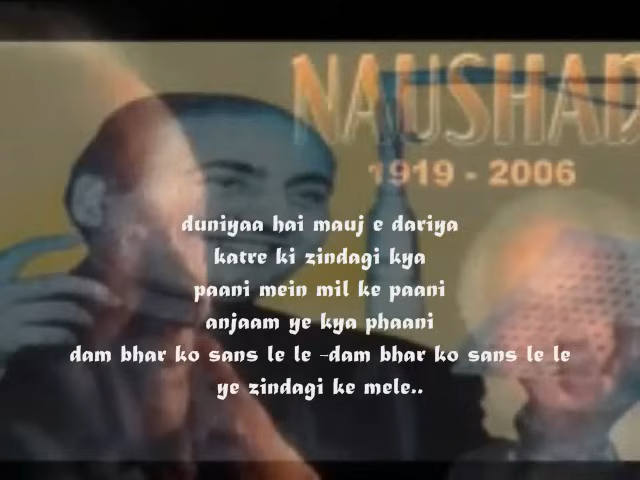 NAUSHAD
1919 - 2006
duniyaa hai mauj e dariya
katre ki zindagi kya
paani mein mil ke paani
anjaam ye kya phaani
dam bhar ko sans le le -dam bhar ko sans le le
ye zindagi ke mele..